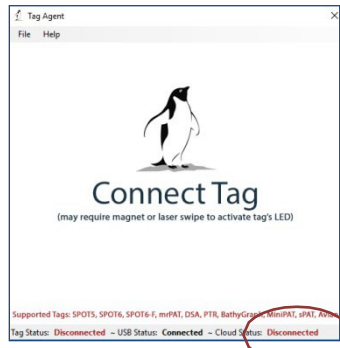 Tag Agent
File Help
Connect Tag
(may require magnet or laser swipe to activate tag's LED)
Supported Tags: SPOT5, SPOT6, SPOT6-F, mrPAT, DSA, PTR, BathyGraph, MiniPAT, sPAT,
Tag Status: Disconnected ~ USB Status: Connected ~ Cloud Status: Disconnected